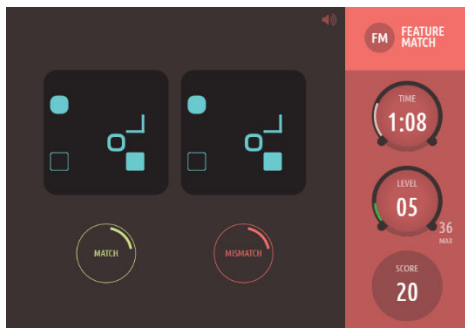 FM
FEATURE
MATCH
TIME
1:08
LEVEL
05
36
MAX
MATCH
MISMATCH
SCORE
20